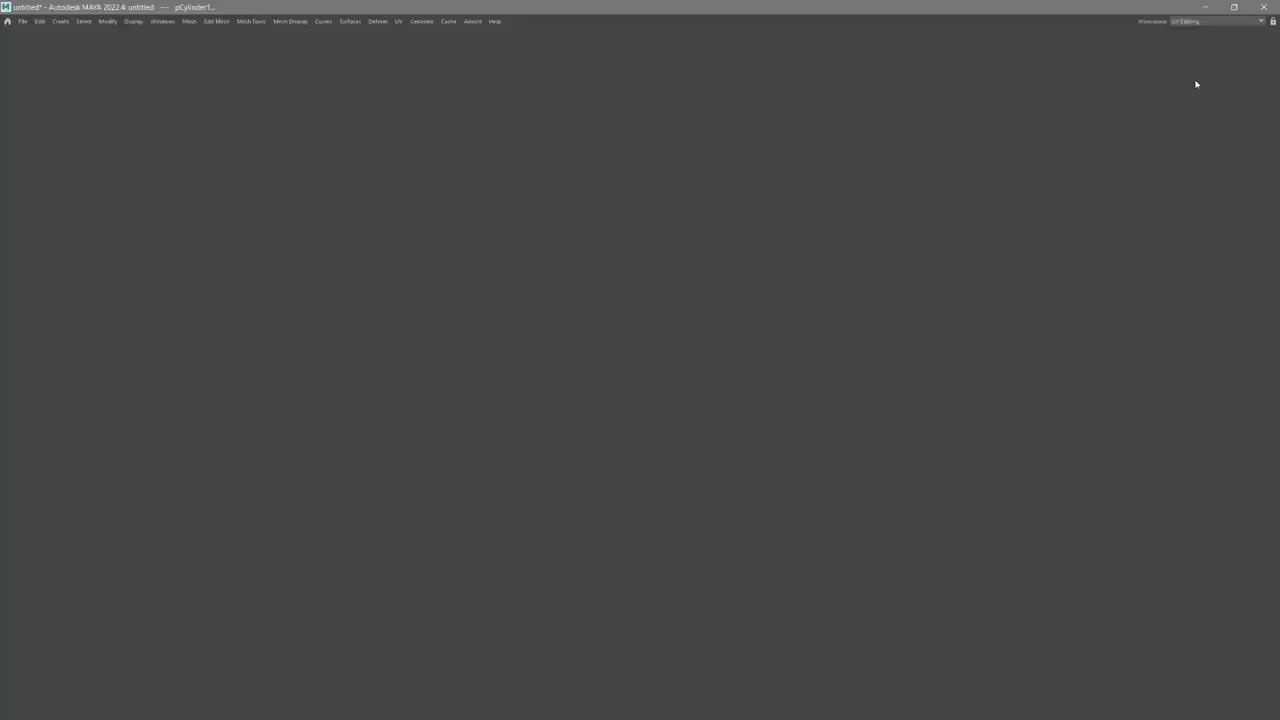 untitled* - Autodesk MAYA 2022.4: untitled --- pCylinder1...
File Edit Create Select Modify Display Windows Mesh Edit Mesh Mesh Tools Mesh Display Curves Surfaces Deform UV Generate Cache Arnold Help Workspace: UV Editing